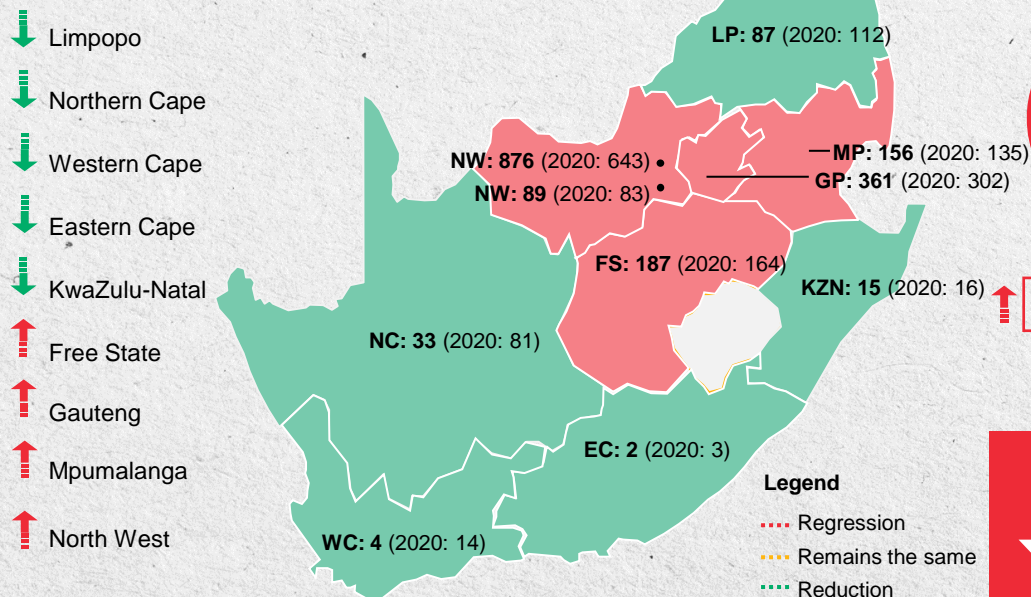 Limpopo
Northern Cape
Western Cape
Eastern Cape
KwaZulu-Natal
Free State
Gauteng
Mpumalanga
North West
LP: 87 (2020: 112)
NW: 876 (2020: 643)
NW: 89 (2020: 83)
MP: 156 (2020: 135)
GP: 361 (2020: 302)
FS: 187 (2020: 164)
KZN: 15 (2020: 16)
NC: 33 (2020: 81)
EC: 2 (2020: 3)
WC: 4 (2020: 14)
Legend
Regression
Remains the same
Reduction